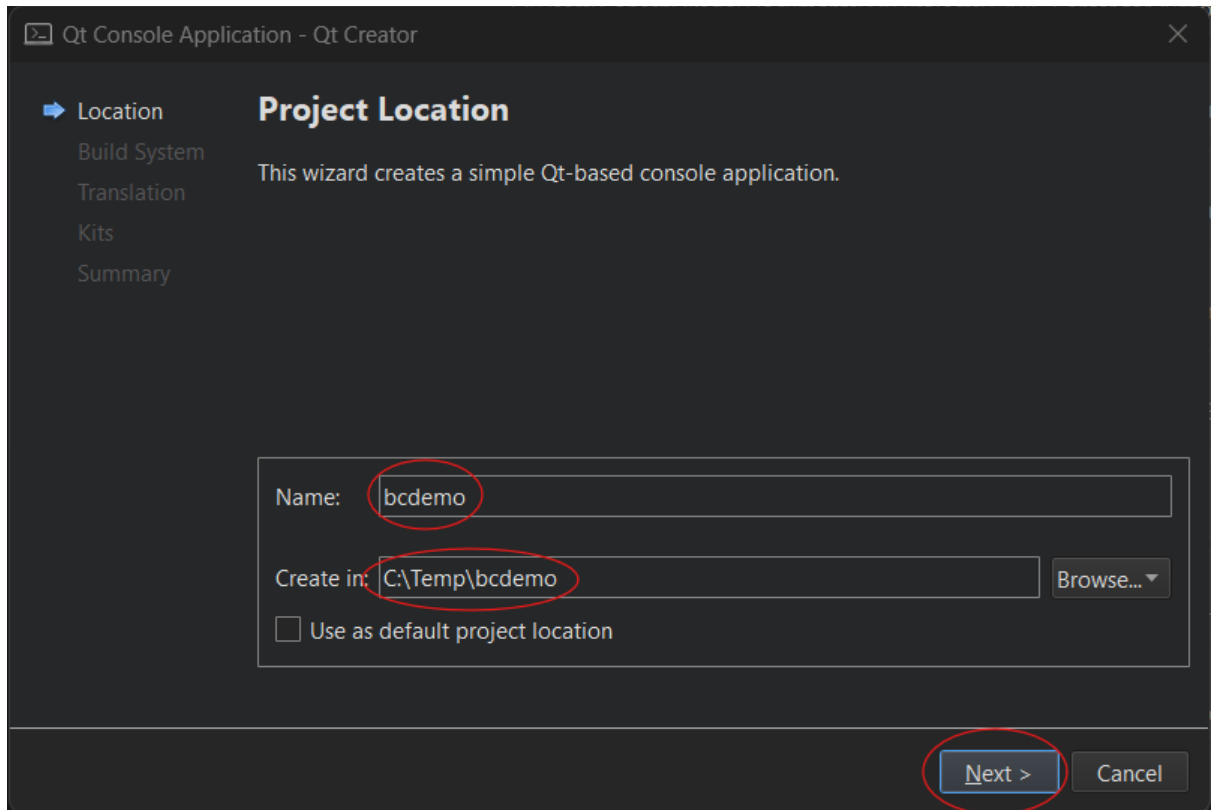 Qt Console Application - Qt Creator
Location
Build System
Translation
Kits
Summary
Project Location
This wizard creates a simple Qt-based console application.
Name: bcdemo
Create in: C:\Temp\bcdemo Browse...
Use as default project location
Next > Cancel